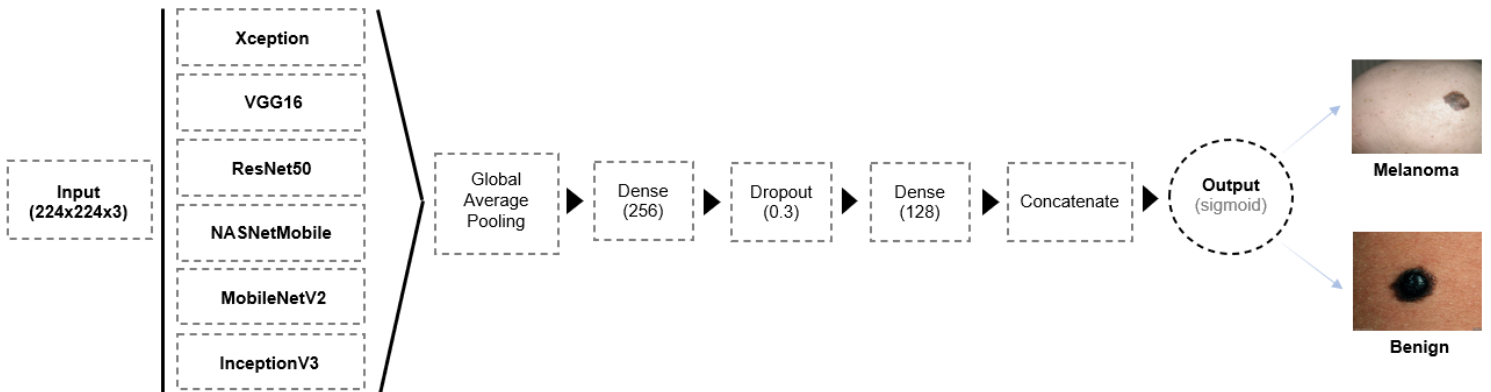 Input
(224x224x3)
Xception
VGG16
ResNet50
NASNetMobile
MobileNetV2
InceptionV3
Global
Average
Pooling
Dense
(256)
Dropout
(0.3)
Dense
(128)
Concatenate
Output
(sigmoid)
Melanoma
Benign